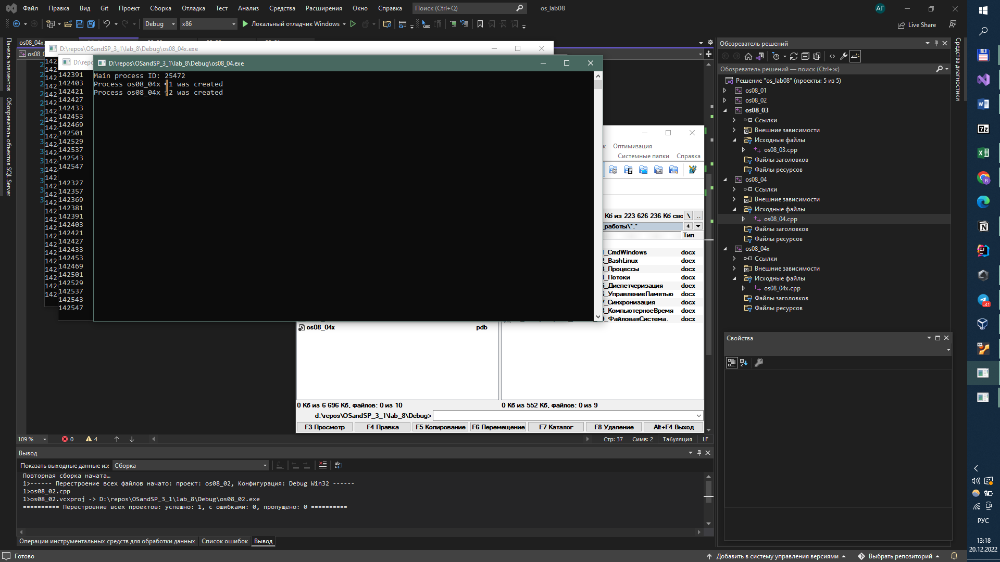 Файл Правка Вид Git Проект Сборка Отладка Тест Анализ Средства Расширения Окно Справка Поиск (Ctrl+Q) os_lab08 АГ
Debug x86 Локальный отладчик Windows Live Share
Панель элементов
Обозреватель объектов SQL Server
os08_04x
D:\repos\OSandSP_3_1\lab_8\Debug\os08_04x.exe
D:\rep
D:\repos\OSandSP_3_1\lab_8\Debug\os08_04.exe
Main process ID: 25472
Process os08_04x ╣1 was created
Process os08_04x ╣2 was created
142391
142403
142421
142427
142433
142453
142469
142501
142529
142537
142543
142547
142327
142357
142369
142381
142391
142403
142421
142427
142433
142453
142469
142501
142529
142537
142543
142547
к Оптимизация
Системные папки Справка
Кб из 223 626 236 Кб сво \ ..
_работы\*.* *
Тип
_CmdWindows docx
_BashLinux docx
_Процессы docx
_Потоки docx
_Диспетчеризация docx
_УправлениеПамятью docx
_Синхронизация docx
_КомпьютерноеВремя docx
_ФайловаяСистема. docx
os08_04x pdb
0 Кб из 6 696 Кб, файлов: 0 из 10
0 Кб из 552 Кб, файлов: 0 из 9
d:\repos\OSandSP_3_1\lab_8\Debug>
F3 Просмотр F4 Правка F5 Копирование F6 Перемещение F7 Каталог F8 Удаление Alt+F4 Выход
109 % 0 4 Стр: 37 Симв: 2 Табуляция LF
Вывод
Показать выходные данные из: Сборка
Повторная сборка начата…
1>------ Перестроение всех файлов начато: проект: os08_02, Конфигурация: Debug Win32 ------
1>os08_02.cpp
1>os08_02.vcxproj -> D:\repos\OSandSP_3_1\lab_8\Debug\os08_02.exe
========== Перестроение всех проектов: успешно: 1, с ошибками: 0, пропущено: 0 ==========
Операции инструментальных средств для обработки данных Список ошибок Вывод
Готово
Добавить в систему управления версиями Выбрать репозиторий
Обозреватель решений
Обозреватель решений — поиск (Ctrl+ж)
Решение "os_lab08" (проекты: 5 из 5)
os08_01
os08_02
os08_03
Ссылки
Внешние зависимости
Исходные файлы
os08_03.cpp
Файлы заголовков
Файлы ресурсов
os08_04
Ссылки
Внешние зависимости
Исходные файлы
os08_04.cpp
Файлы заголовков
Файлы ресурсов
os08_04x
Ссылки
Внешние зависимости
Исходные файлы
os08_04x.cpp
Файлы заголовков
Файлы ресурсов
Свойства
Средства диагностики
41
РУС
13:18
20.12.2022